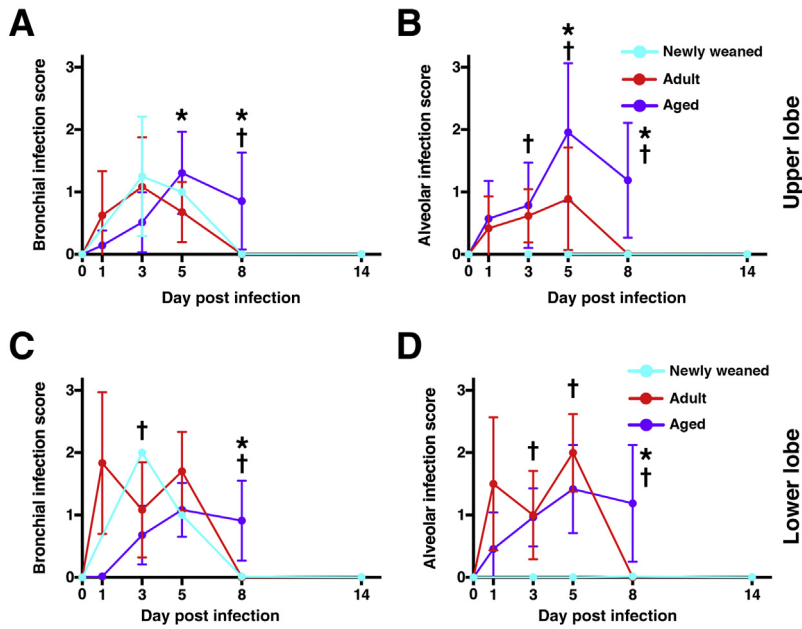 A
Bronchial infection score
3
2
1
0
* *
†
0 1 3 5 8 14
Day post infection
B
Alveolar infection score
3
2
1
0
*
†
†
*
†
Newly weaned
Adult
Aged
0 1 3 5 8 14
Day post infection
Upper lobe
C
Bronchial infection score
3
2
1
0
†
*
†
0 1 3 5 8 14
Day post infection
D
Alveolar infection score
3
2
1
0
†
†
*
†
Newly weaned
Adult
Aged
0 1 3 5 8 14
Day post infection
Lower lobe